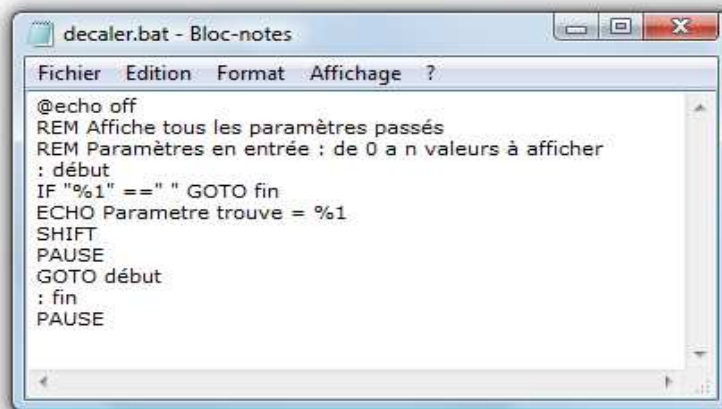 decaler.bat - Bloc-notes
Fichier Edition Format Affichage ?
@echo off
REM Affiche tous les paramètres passés
REM Paramètres en entrée : de 0 a n valeurs à afficher
: début
IF "%1" ==" " GOTO fin
ECHO Parametre trouve = %1
SHIFT
PAUSE
GOTO début
: fin
PAUSE